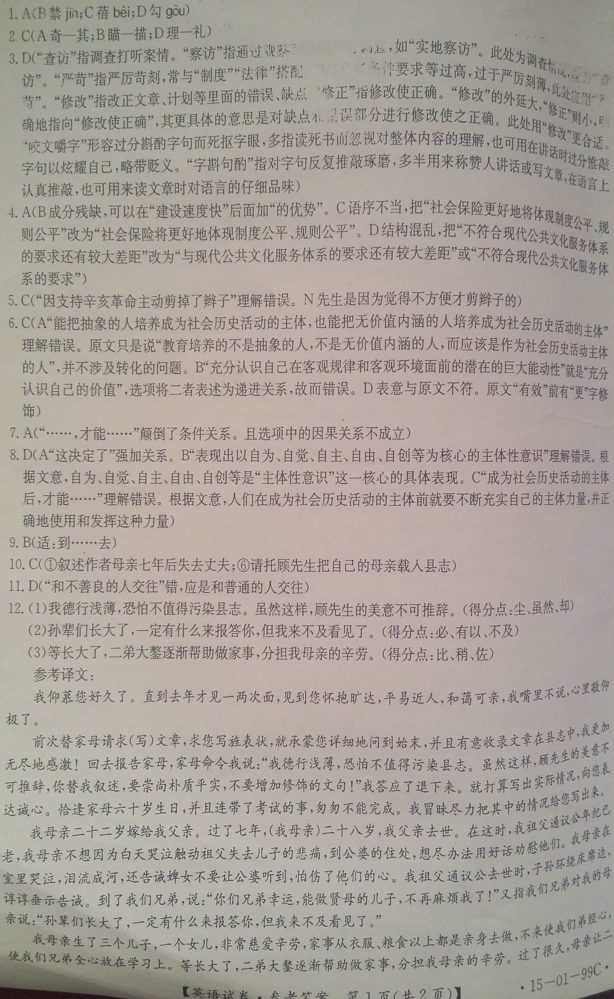 1. A(B禁 jīn;C蓓 bèi;D勾 gòu)
2. C(A奇—其;B瞄—描;D理—礼)
3. D(“查访”指调查打听案情。“察访”指通过观察 ,如“实地察访”。此处为调查情况,
访”。“严苛”指严厉苛刻,常与“制度”“法律”搭配 条件要求等过高,过于严厉刻薄,此处应用“严
苛”。“修改”指改正文章、计划等里面的错误、缺点 “修正”指修改使正确。“修改”的外延大,“修正”则小,
确地指向“修改使正确”,其更具体的意思是对缺点和错误部分进行修改使之正确。此处用“修改”更合适。
“咬文嚼字”形容过分斟酌字句而死抠字眼,多指读死书而忽视对整体内容的理解,也可用在讲话时过分推敲
字句以炫耀自己,略带贬义。“字斟句酌”指对字句反复推敲琢磨,多半用来称赞人讲话或写文章,在语言上
认真推敲,也可用来读文章时对语言的仔细品味)
4. A(B成分残缺,可以在“建设速度快”后面加“的优势”。C语序不当,把“社会保险更好地将体现制度公平、规
则公平”改为“社会保险将更好地体现制度公平、规则公平”。D结构混乱,把“不符合现代公共文化服务体系
的要求还有较大差距”改为“与现代公共文化服务体系的要求还有较大差距”或“不符合现代公共文化服务体
系的要求”)
5. C(“因支持辛亥革命主动剪掉了辫子”理解错误。N先生是因为觉得不方便才剪辫子的)
6. C(A“能把抽象的人培养成为社会历史活动的主体,也能把无价值内涵的人培养成为社会历史活动的主体”
理解错误。原文只是说“教育培养的不是抽象的人,不是无价值内涵的人,而应该是作为社会历史活动主体
的人”,并不涉及转化的问题。B“充分认识自己在客观规律和客观环境面前的潜在的巨大能动性”就是“充分
认识自己的价值”,选项将二者表述为递进关系,故而错误。D表意与原文不符。原文“有效”前有“更”字修
饰)
7. A(“……,才能……”颠倒了条件关系。且选项中的因果关系不成立)
8. D(A“这决定了”强加关系。B“表现出以自为、自觉、自主、自由、自创等为核心的主体性意识”理解错误。根
据文意,自为、自觉、自主、自由、自创等是“主体性意识”这一核心的具体表现。C“成为社会历史活动的主体
后,才能……”理解错误。根据文意,人们在成为社会历史活动的主体前就要不断充实自己的主体力量,并正
确地使用和发挥这种力量)
9. B(适:到……去)
10. C(①叙述作者母亲七年后失去丈夫;⑥请托顾先生把自己的母亲载入县志)
11. D(“和不善良的人交往”错,应是和普通的人交往)
12. (1)我德行浅薄,恐怕不值得污染县志。虽然这样,顾先生的美意不可推辞。(得分点:尘、虽然、却)
(2)孙辈们长大了,一定有什么来报答你,但我来不及看见了。(得分点:必、有以、不及)
(3)等长大了,二弟大鏊逐渐帮助做家事,分担我母亲的辛劳。(得分点:比、稍、佐)
参考译文:
我仰慕您好久了。直到去年才见一两次面,见到您怀抱旷达,平易近人,和蔼可亲,我嘴里不说,心里敬仰
极了。
前次替家母请求(写)文章,求您写旌表状,就承蒙您详细地问到始末,并且有意收录文章在县志中,我更加
无尽地感激!回去报告家母,家母命令我说:“我德行浅薄,恐怕不值得污染县志。虽然这样,顾先生的美意不
可推辞,你替我叙述,要崇尚朴质平实,不要增加修饰的文句!”我答应了退下来。就打算写出实际情况,向您表
达诚心。恰逢家母六十岁生日,并且连带了考试的事,匆匆不能完成。我冒昧尽力把其中的情况给您写出来。
我母亲二十二岁嫁给我父亲。过了七年,(我母亲)二十八岁,我父亲去世。在这时,我祖父通议公年纪已
老,我母亲不想因为白天哭泣触动祖父失去儿子的悲痛,到公婆的住处,想尽办法用好话劝慰他们。我母亲在
室里哭泣,泪流成河,还告诫婢女不要让公婆听到,怕伤了他们的心。我祖父通议公去世时,子孙环绕床席边,
谆谆垂示告诫。到了我们兄弟,说:“你们兄弟幸运,能做贤母的儿子,不再麻烦我了!”又指我们兄弟对我的母
亲说:“孙辈们长大了,一定有什么来报答你,但我来不及看见了。”
我母亲生了三个儿子,一个女儿,非常慈爱辛劳,家事从衣服、粮食以上都是亲身去做,不来使我们弟经心,
使我们兄弟全心放在学习上。等长大了,二弟大鏊逐渐帮助做家事,分担我母亲的辛劳。过了很久,母亲让二
【英语试卷·参考答案 第1页(共2页)】
·15-01-99C·